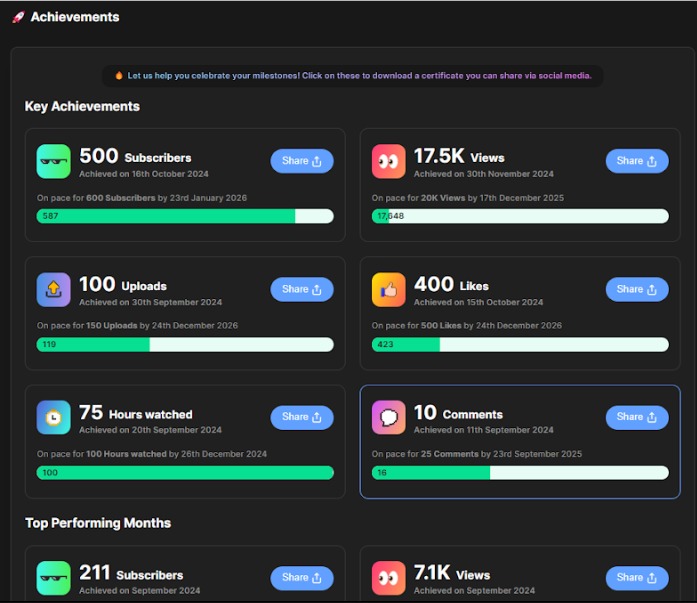 Achievements
Let us help you celebrate your milestones! Click on these to download a certificate you can share via social media.
Key Achievements
500 Subscribers
Achieved on 16th October 2024
Share
On pace for 600 Subscribers by 23rd January 2026
587
17.5K Views
Achieved on 30th November 2024
Share
On pace for 20K Views by 17th December 2025
17,648
100 Uploads
Achieved on 30th September 2024
Share
On pace for 150 Uploads by 24th December 2026
119
400 Likes
Achieved on 15th October 2024
Share
On pace for 500 Likes by 24th December 2026
423
75 Hours watched
Achieved on 20th September 2024
Share
On pace for 100 Hours watched by 26th December 2024
100
10 Comments
Achieved on 11th September 2024
Share
On pace for 25 Comments by 23rd September 2025
16
Top Performing Months
211 Subscribers
Achieved on September 2024
Share
7.1K Views
Achieved on September 2024
Share